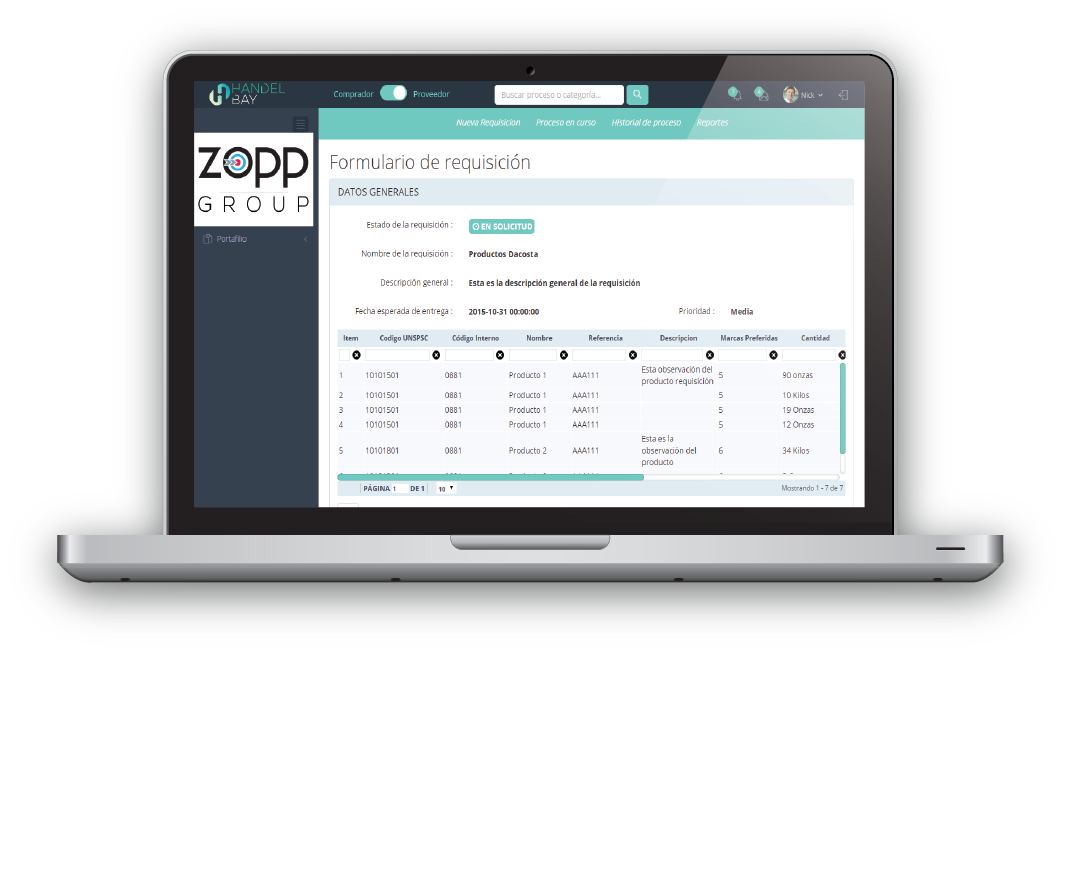 HANDEL
BAY
Comprador Proveedor
Buscar proceso o categoría...
Nick
Nueva Requisicion Proceso en curso Historial de proceso Reportes
ZOPP
GROUP
Portafilio
Formulario de requisición
DATOS GENERALES
Estado de la requisición : EN SOLICITUD
Nombre de la requisición : Productos Dacosta
Descripción general : Esta es la descripción general de la requisición
Fecha esperada de entrega : 2015-10-31 00:00:00 Prioridad : Media
Item Codigo UNSPSC Código Interno Nombre Referencia Descripcion Marcas Preferidas Cantidad
1 10101501 0881 Producto 1 AAA111 Esta observación del producto requisición 5 90 onzas
2 10101501 0881 Producto 1 AAA111 5 10 Kilos
3 10101501 0881 Producto 1 AAA111 5 19 Onzas
4 10101501 0881 Producto 1 AAA111 5 12 Onzas
5 10101801 0881 Producto 2 AAA111 Esta es la observación del producto 6 34 Kilos
PÁGINA 1 DE 1 10 Mostrando 1 - 7 de 7